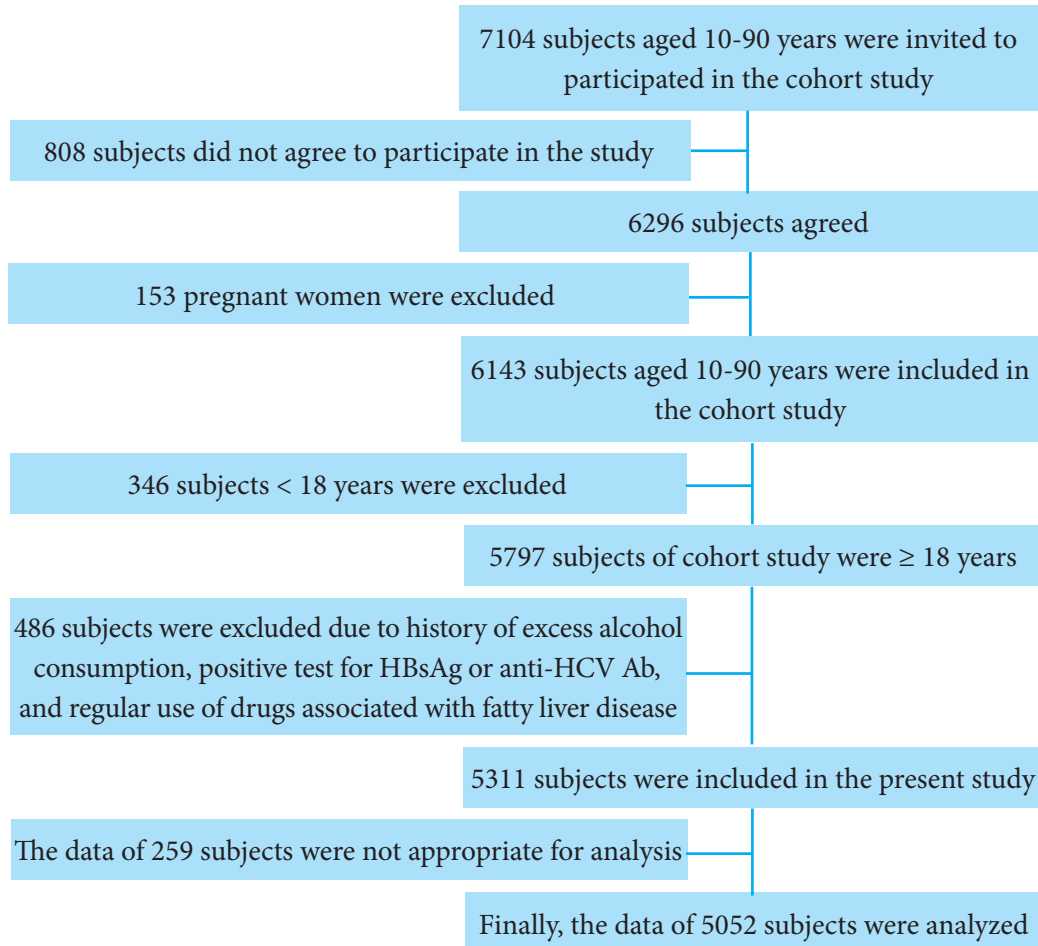 7104 subjects aged 10-90 years were invited to
participated in the cohort study
808 subjects did not agree to participate in the study
6296 subjects agreed
153 pregnant women were excluded
6143 subjects aged 10-90 years were included in
the cohort study
346 subjects < 18 years were excluded
5797 subjects of cohort study were ≥ 18 years
486 subjects were excluded due to history of excess alcohol
consumption, positive test for HBsAg or anti-HCV Ab,
and regular use of drugs associated with fatty liver disease
5311 subjects were included in the present study
The data of 259 subjects were not appropriate for analysis
Finally, the data of 5052 subjects were analyzed